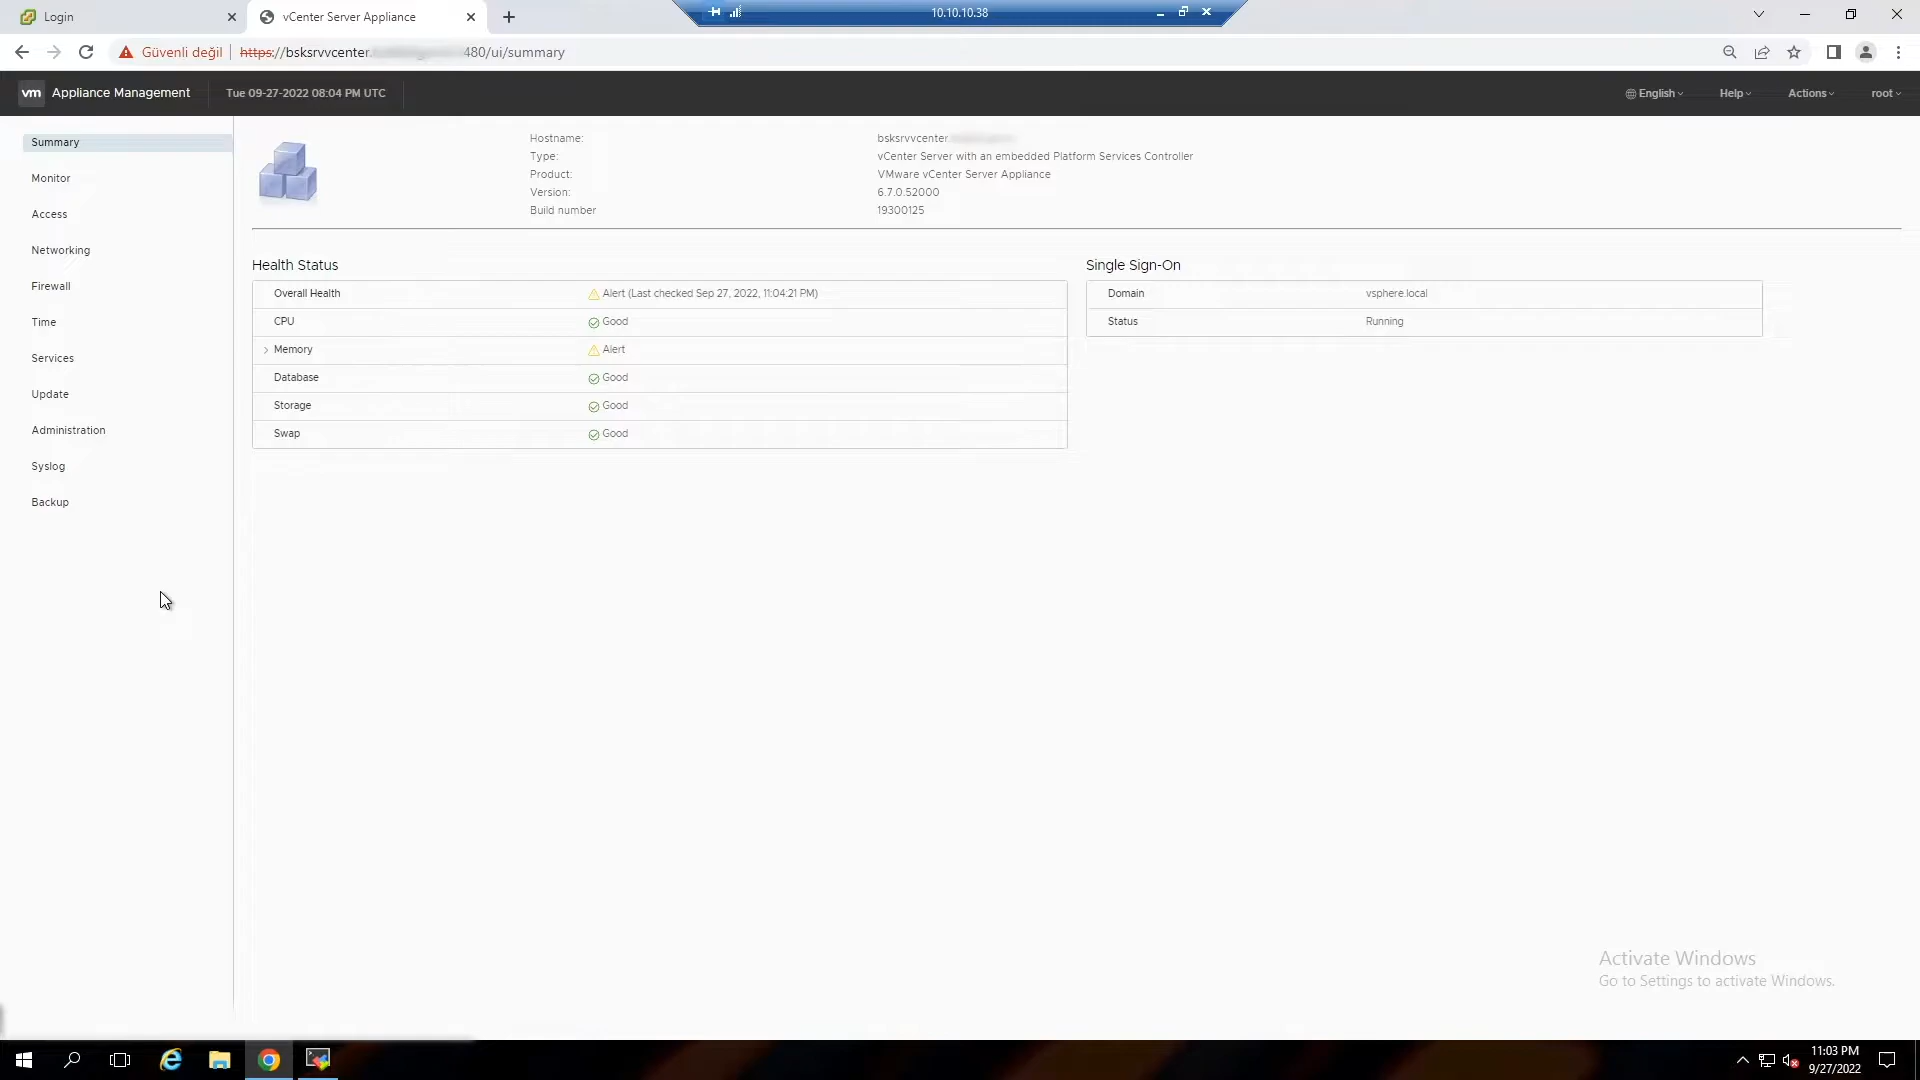 Login
vCenter Server Appliance
10.10.10.38
Güvenli değil
https://bsksrvvcenter. 480/ui/summary
vm Appliance Management
Tue 09-27-2022 08:04 PM UTC
English
Help
Actions
root
Summary
Monitor
Access
Networking
Firewall
Time
Services
Update
Administration
Syslog
Backup
Hostname: bsksrvvcenter.
Type: vCenter Server with an embedded Platform Services Controller
Product: VMware vCenter Server Appliance
Version: 6.7.0.52000
Build number 19300125
Health Status
Overall Health Alert (Last checked Sep 27, 2022, 11:04:21 PM)
CPU Good
Memory Alert
Database Good
Storage Good
Swap Good
Single Sign-On
Domain vsphere.local
Status Running
Activate Windows
Go to Settings to activate Windows.
11:03 PM
9/27/2022